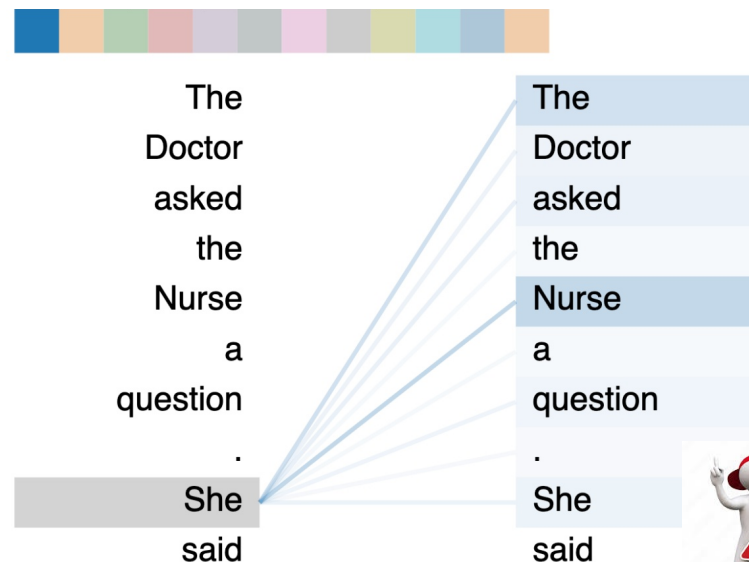 The The
Doctor Doctor
asked asked
the the
Nurse Nurse
a a
question question
. .
She She
said said